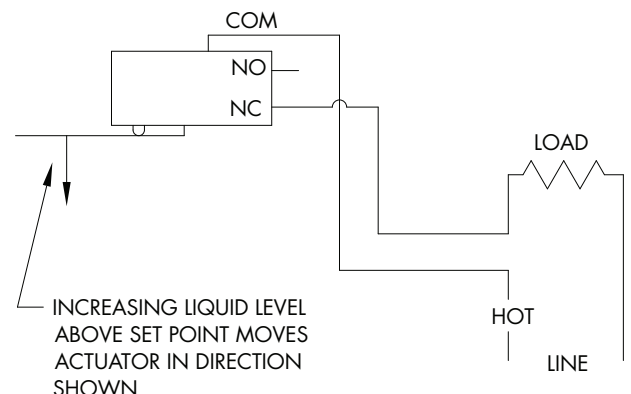 COM
NO
NC
LOAD
INCREASING LIQUID LEVEL
ABOVE SET POINT MOVES
ACTUATOR IN DIRECTION
SHOWN
HOT
LINE